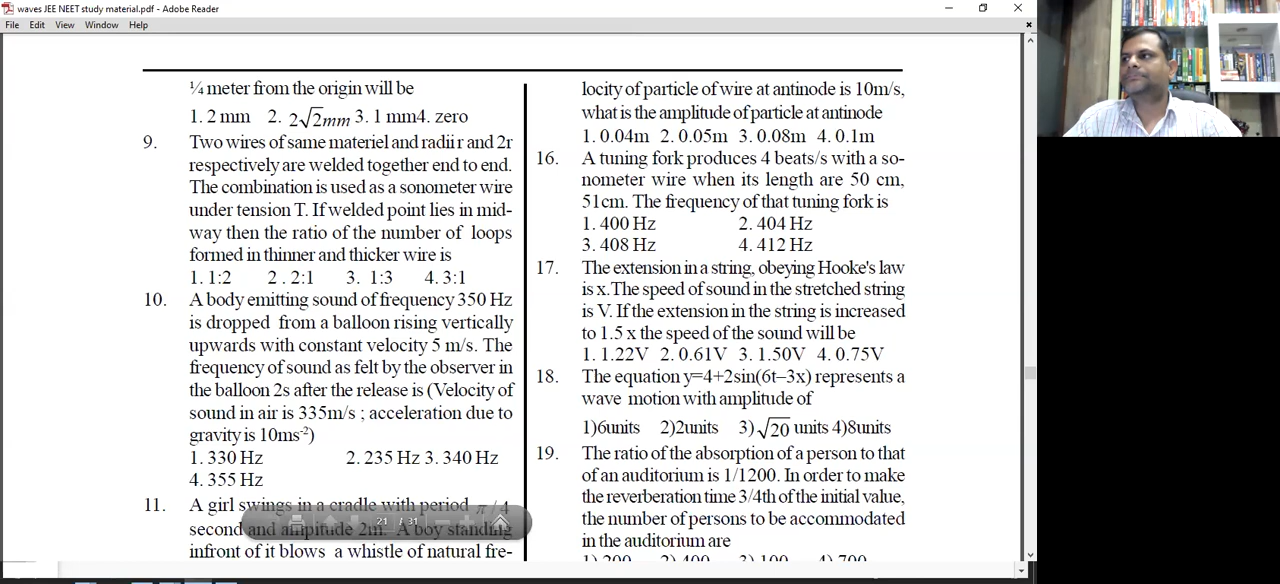 waves JEE NEET study material.pdf - Adobe Reader
File Edit View Window Help
¼ meter from the origin will be
1. 2 mm 2. 2√2mm 3. 1 mm4. zero
9. Two wires of same materiel and radii r and 2r
respectively are welded together end to end.
The combination is used as a sonometer wire
under tension T. If welded point lies in mid-
way then the ratio of the number of loops
formed in thinner and thicker wire is
1. 1:2 2 . 2:1 3. 1:3 4. 3:1
10. A body emitting sound of frequency 350 Hz
is dropped from a balloon rising vertically
upwards with constant velocity 5 m/s. The
frequency of sound as felt by the observer in
the balloon 2s after the release is (Velocity of
sound in air is 335m/s ; acceleration due to
gravity is 10ms⁻²)
1. 330 Hz 2. 235 Hz 3. 340 Hz
4. 355 Hz
11. A girl swings in a cradle with period π / 4
second and ampitude 2m. A boy standing
infront of it blows a whistle of natural fre-
21 / 31
locity of particle of wire at antinode is 10m/s,
what is the amplitude of particle at antinode
1. 0.04m 2. 0.05m 3. 0.08m 4. 0.1m
16. A tuning fork produces 4 beats/s with a so-
nometer wire when its length are 50 cm,
51cm. The frequency of that tuning fork is
1. 400 Hz 2. 404 Hz
3. 408 Hz 4. 412 Hz
17. The extension in a string, obeying Hooke's law
is x.The speed of sound in the stretched string
is V. If the extension in the string is increased
to 1.5 x the speed of the sound will be
1. 1.22V 2. 0.61V 3. 1.50V 4. 0.75V
18. The equation y=4+2sin(6t–3x) represents a
wave motion with amplitude of
1)6units 2)2units 3)√20 units 4)8units
19. The ratio of the absorption of a person to that
of an auditorium is 1/1200. In order to make
the reverberation time 3/4th of the initial value,
the number of persons to be accommodated
in the auditorium are
1) 200 2) 400 3) 100 4) 700